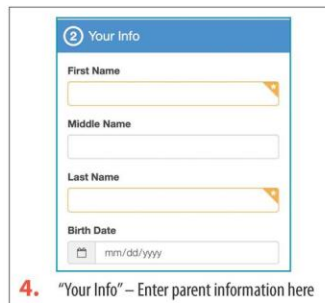 2 Your Info
First Name
Middle Name
Last Name
Birth Date
mm/dd/yyyy
4. "Your Info" – Enter parent information here